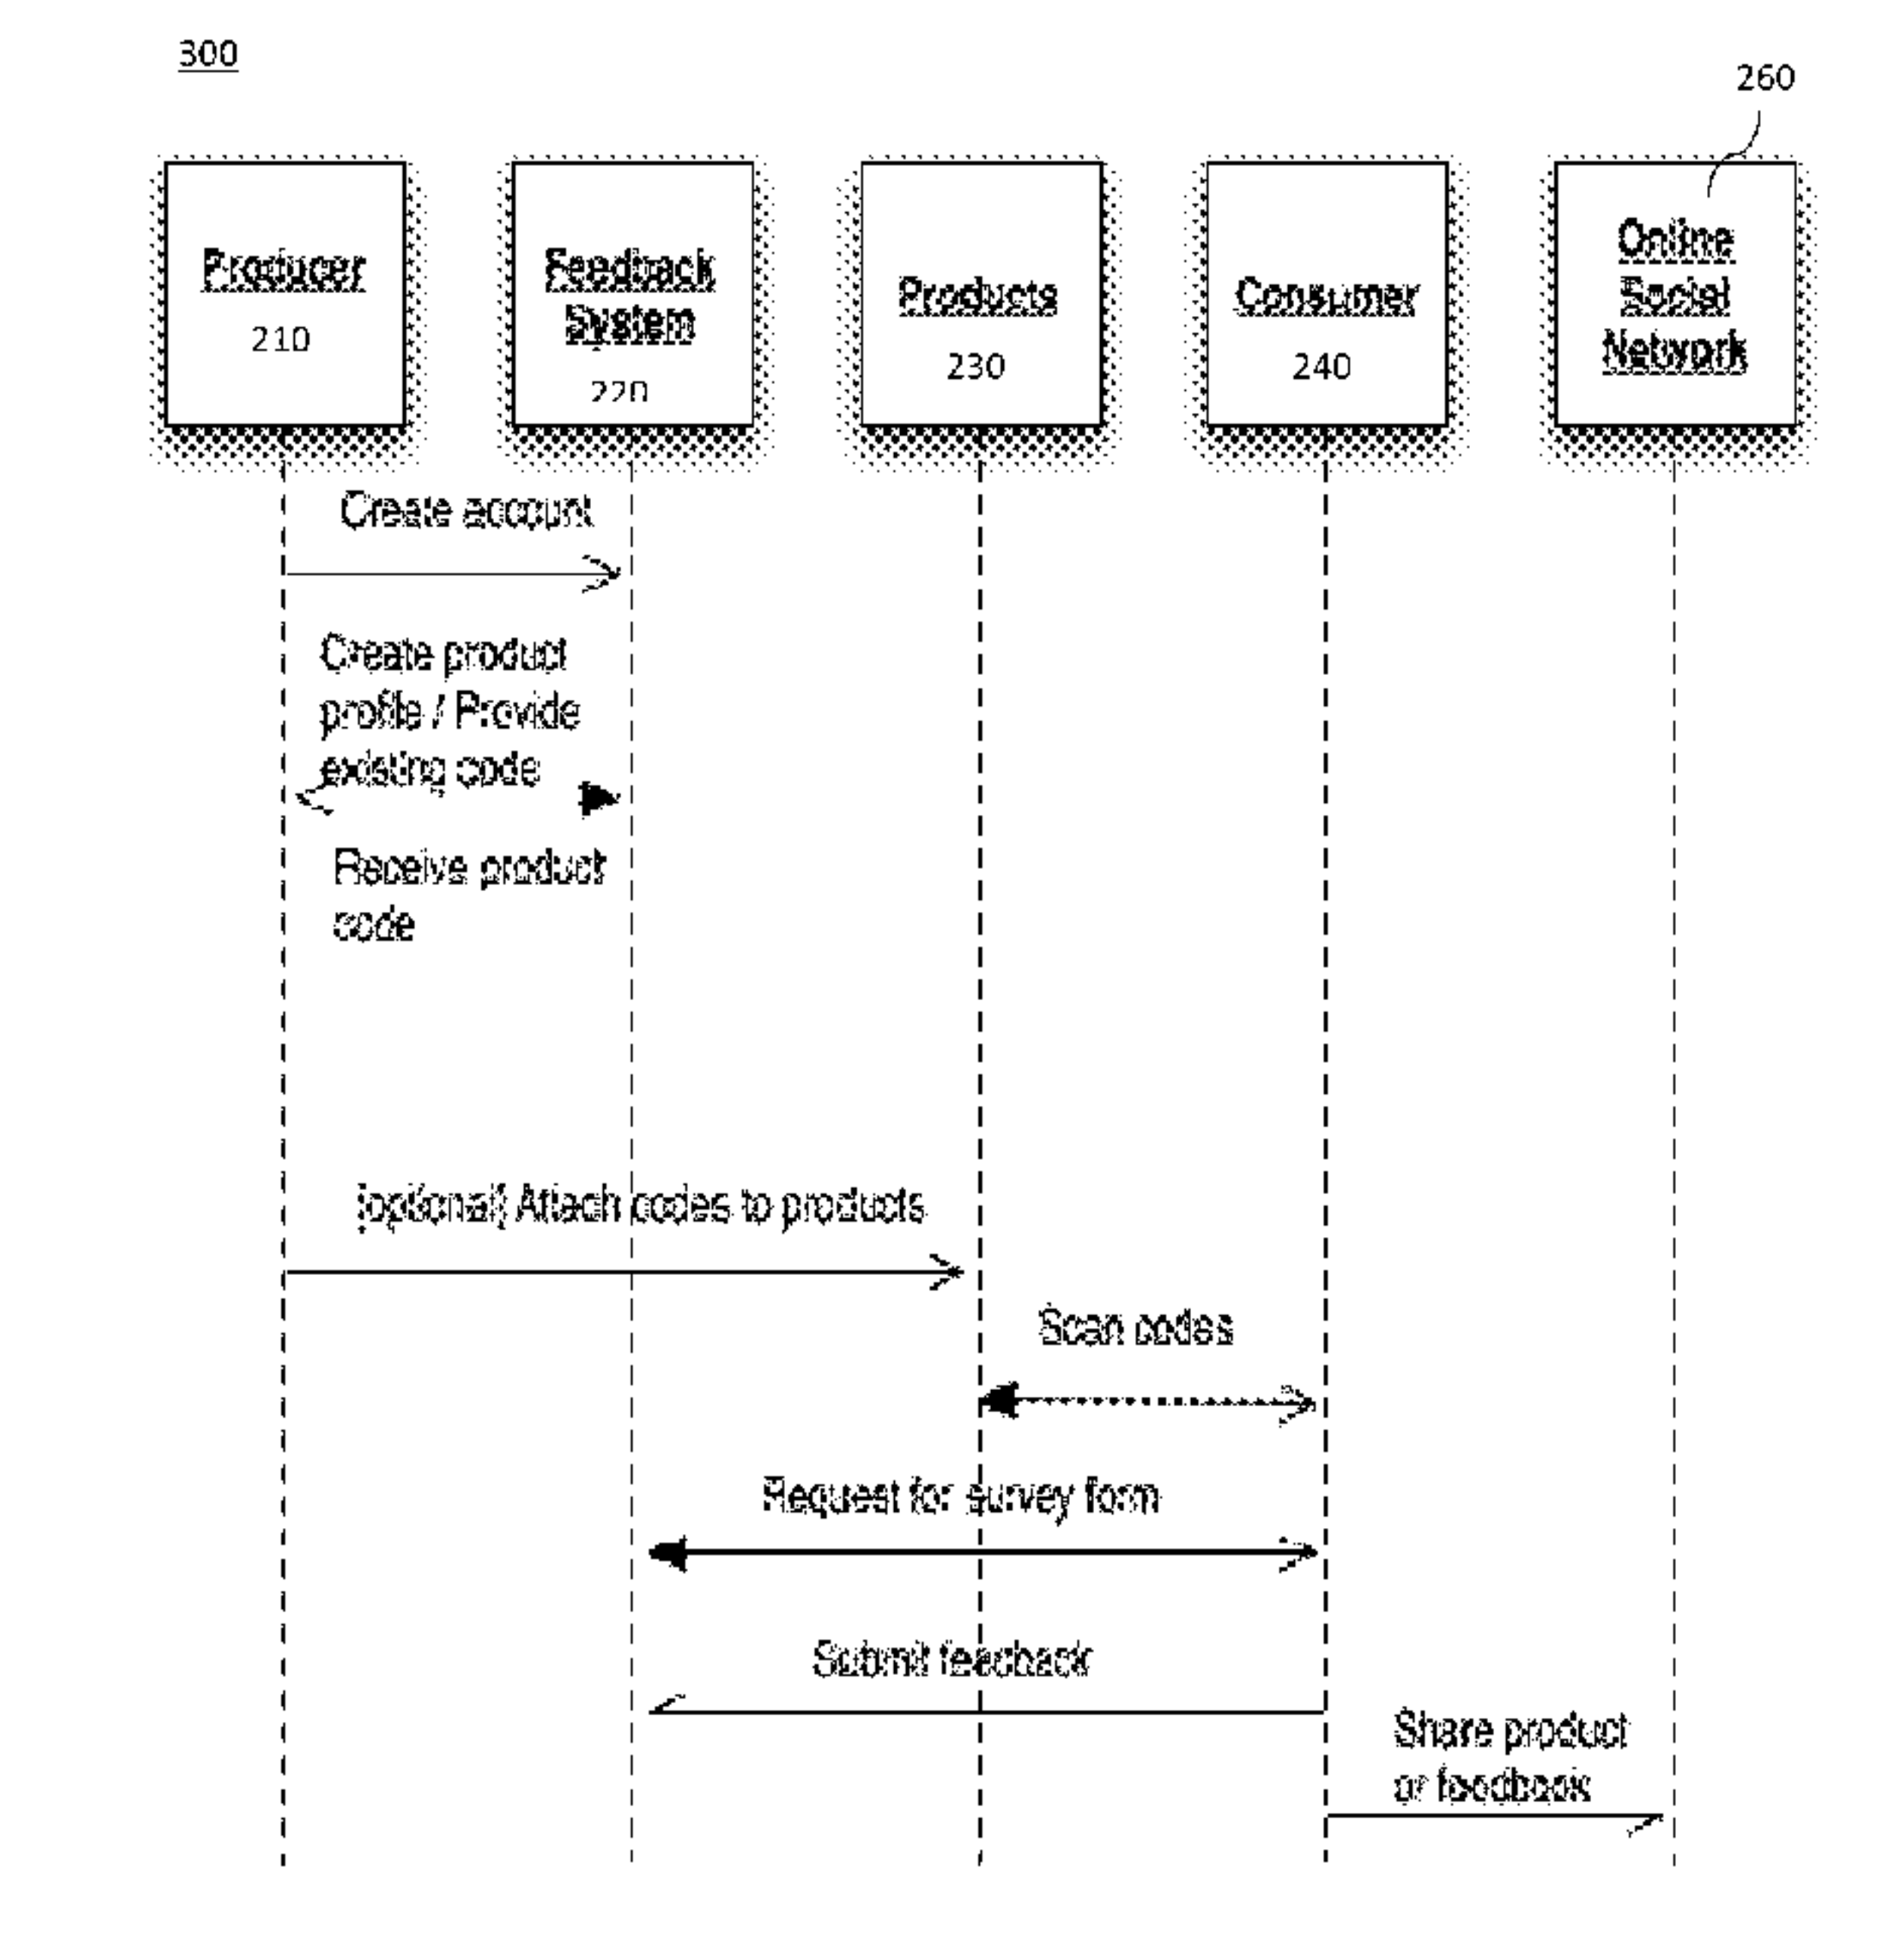 300
260
Producer
210
Feedback
System
220
Products
230
Consumer
240
Online
Social
Network
Create account
Create product
profile / Provide
existing code
Receive product
code
[optional] Attach codes to products
Scan codes
Request for survey form
Submit feedback
Share product
or feedback